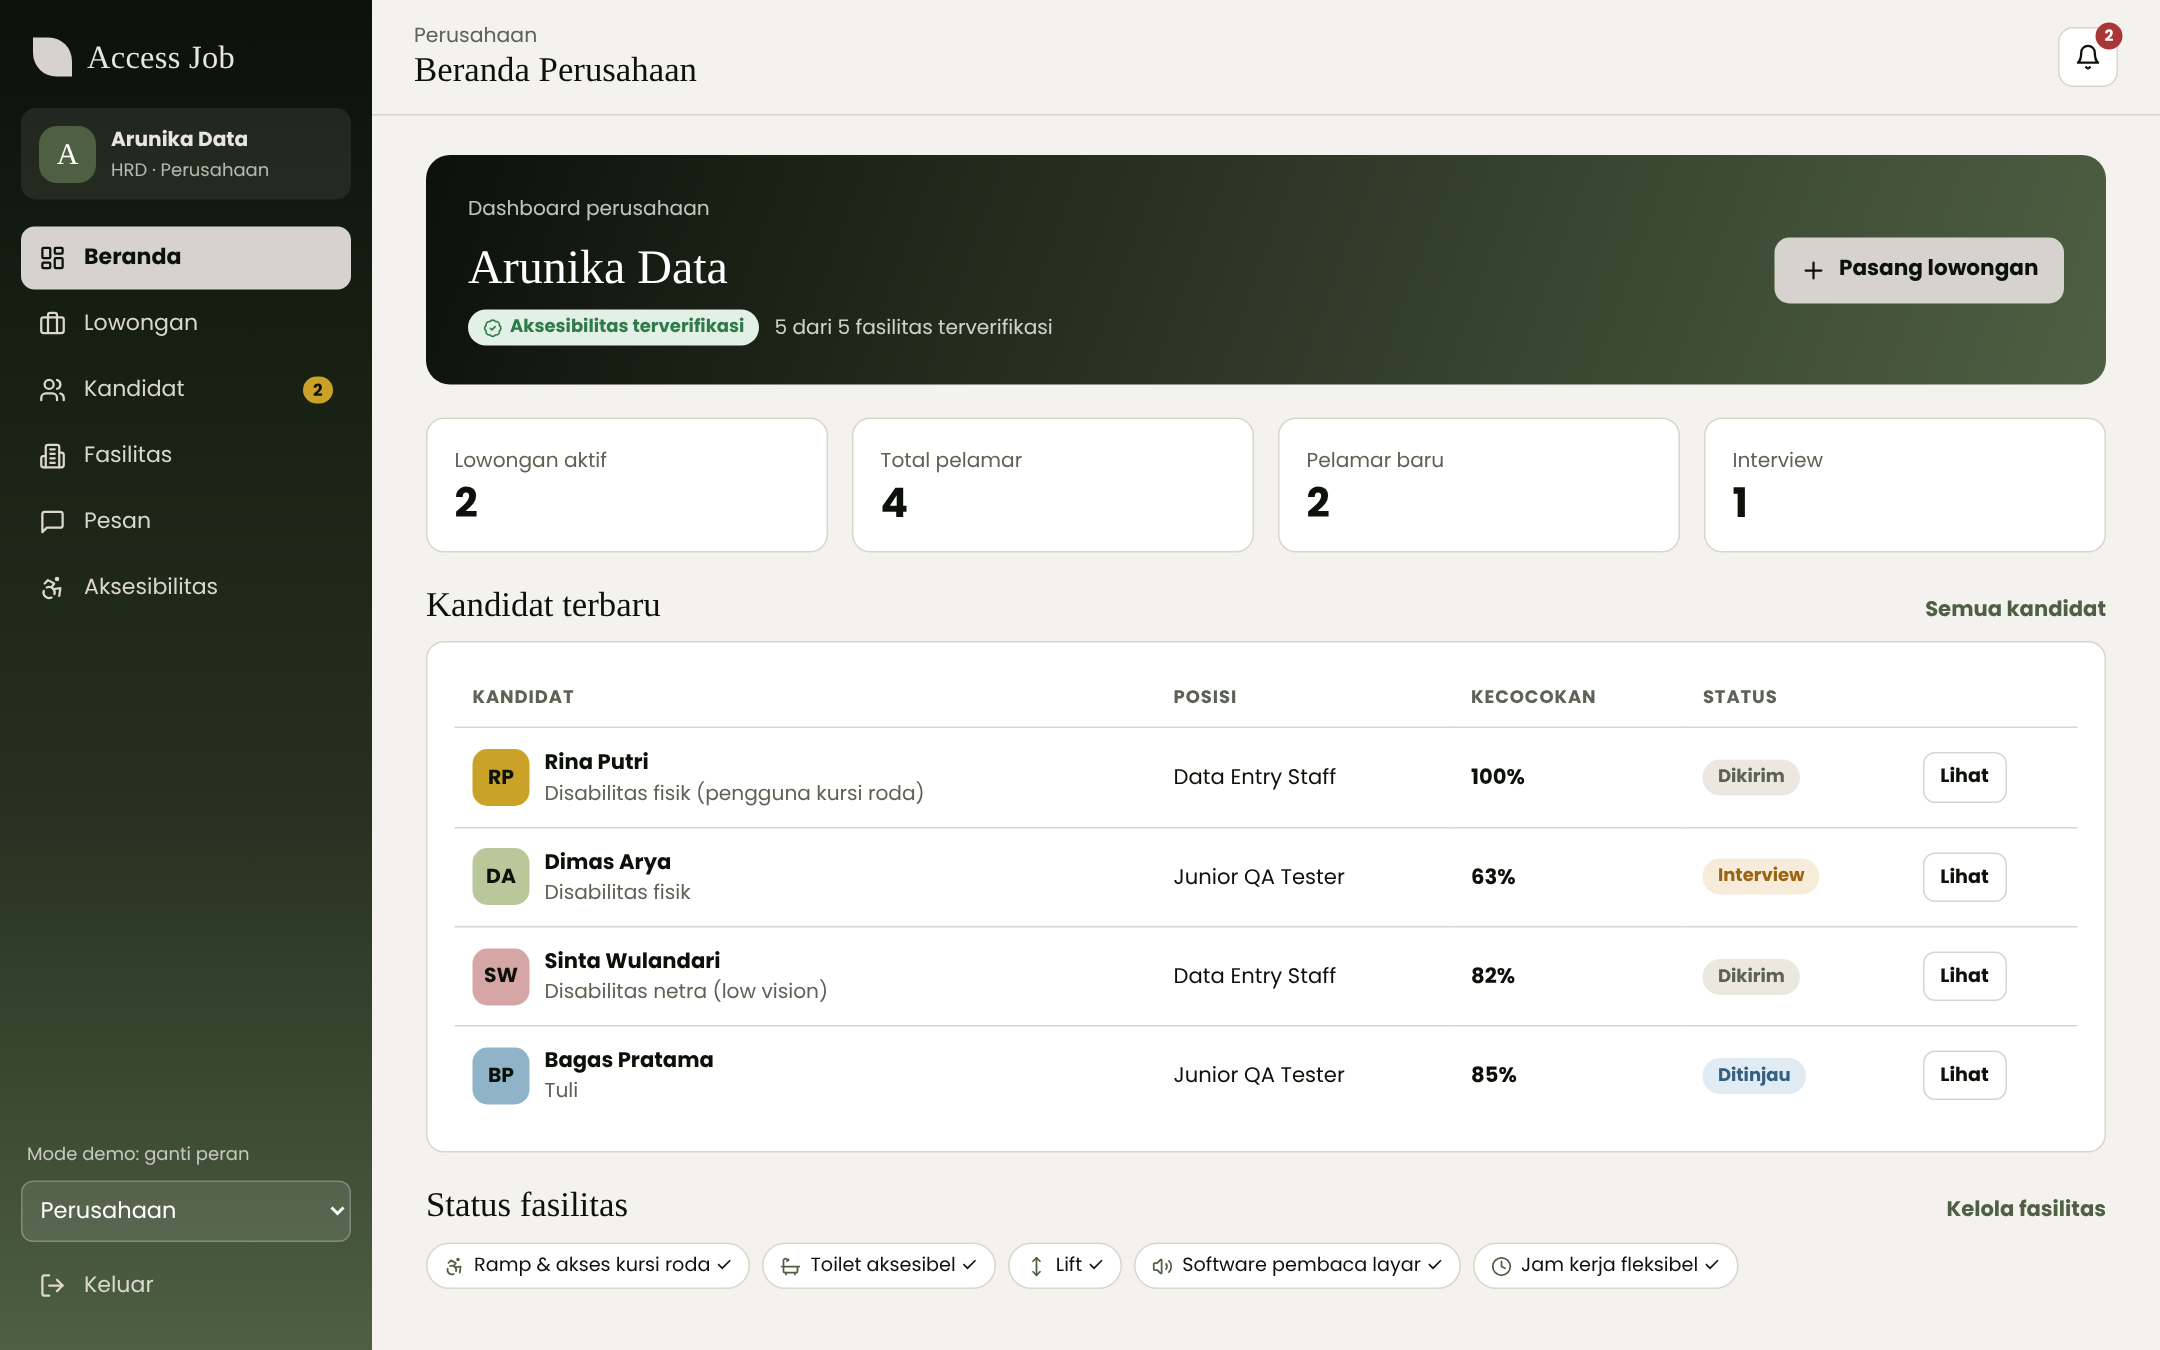 Access Job
A
Arunika Data
HRD · Perusahaan
Beranda
Lowongan
Kandidat 2
Fasilitas
Pesan
Aksesibilitas
Mode demo: ganti peran
Perusahaan
Keluar
Perusahaan
Beranda Perusahaan
2
Dashboard perusahaan
Arunika Data
Aksesibilitas terverifikasi 5 dari 5 fasilitas terverifikasi
Pasang lowongan
Lowongan aktif
2
Total pelamar
4
Pelamar baru
2
Interview
1
Kandidat terbaru Semua kandidat
KANDIDAT POSISI KECOCOKAN STATUS
RP Rina Putri
Disabilitas fisik (pengguna kursi roda)
Data Entry Staff 100% Dikirim Lihat
DA Dimas Arya
Disabilitas fisik
Junior QA Tester 63% Interview Lihat
SW Sinta Wulandari
Disabilitas netra (low vision)
Data Entry Staff 82% Dikirim Lihat
BP Bagas Pratama
Tuli
Junior QA Tester 85% Ditinjau Lihat
Status fasilitas Kelola fasilitas
Ramp & akses kursi roda ✓ Toilet aksesibel ✓ Lift ✓ Software pembaca layar ✓ Jam kerja fleksibel ✓